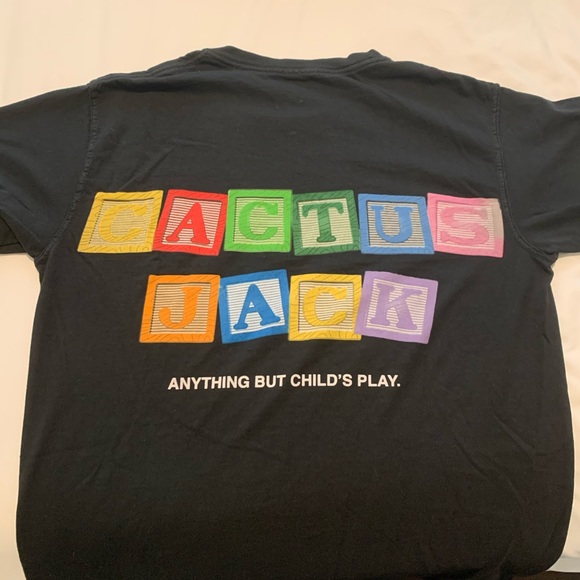 CACTUS
JACK
ANYTHING BUT CHILD'S PLAY.